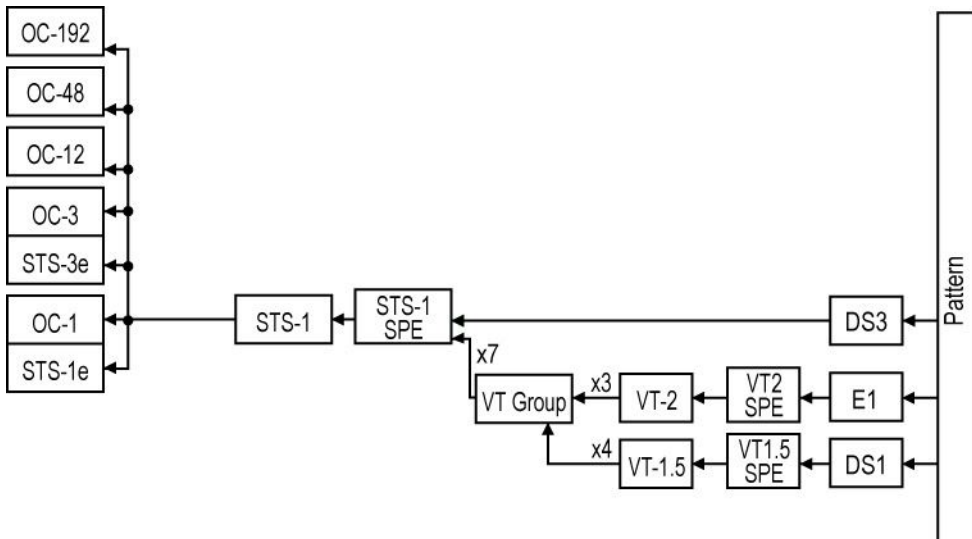 OC-192
OC-48
OC-12
OC-3
STS-3e
OC-1
STS-1e
STS-1
STS-1
SPE
DS3
x7
VT Group
x3
VT-2
VT2
SPE
E1
x4
VT-1.5
VT1.5
SPE
DS1
Pattern